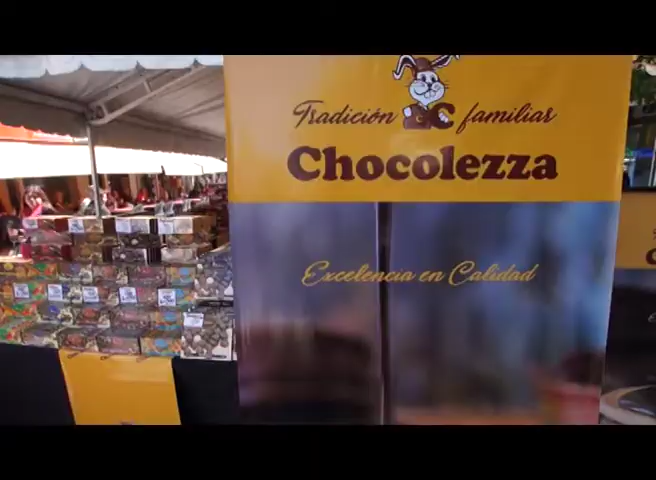 Tradición C familiar
Chocolezza
Excelencia en Calidad